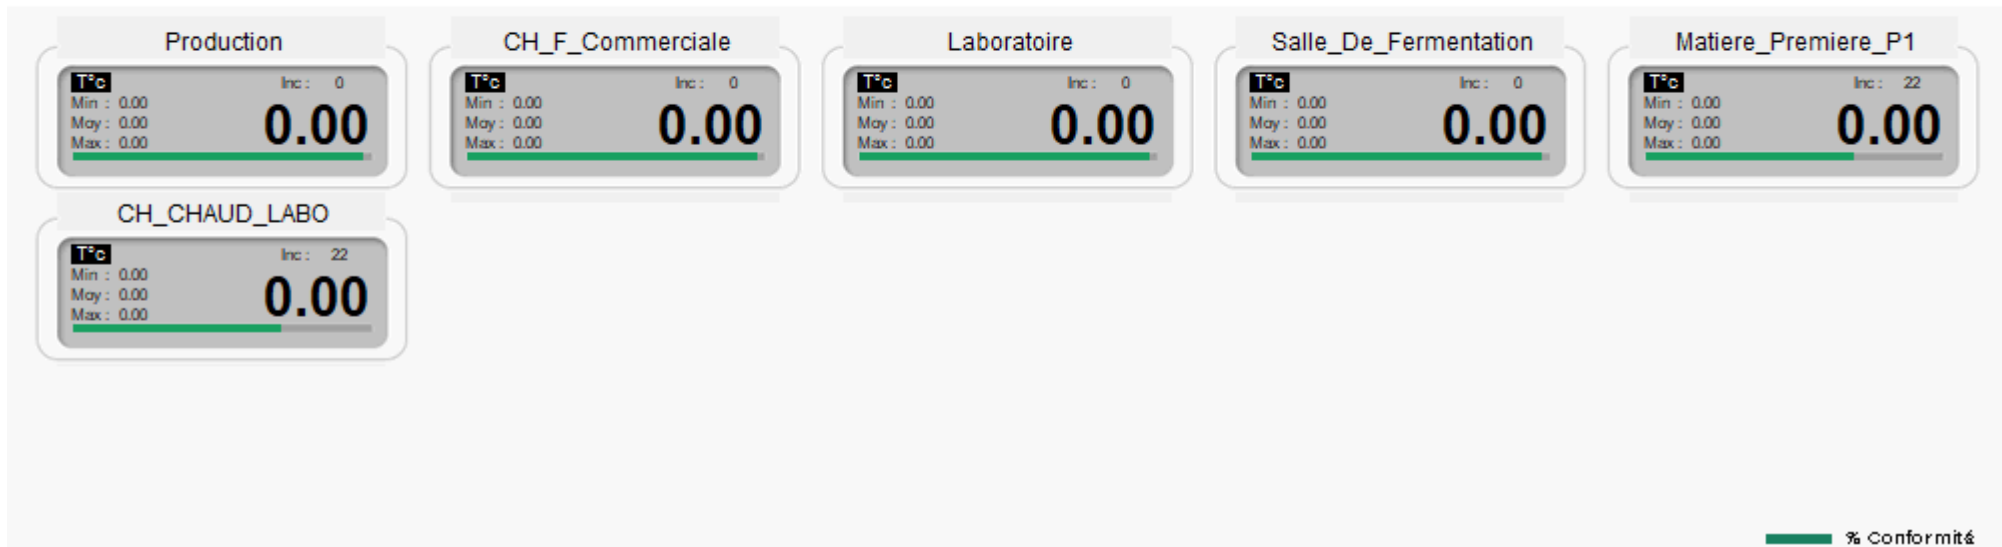 Production
T°c Inc : 0
Min : 0.00
Moy : 0.00
Max : 0.00
0.00
CH_F_Commerciale
T°c Inc : 0
Min : 0.00
Moy : 0.00
Max : 0.00
0.00
Laboratoire
T°c Inc : 0
Min : 0.00
Moy : 0.00
Max : 0.00
0.00
Salle_De_Fermentation
T°c Inc : 0
Min : 0.00
Moy : 0.00
Max : 0.00
0.00
Matiere_Premiere_P1
T°c Inc : 22
Min : 0.00
Moy : 0.00
Max : 0.00
0.00
CH_CHAUD_LABO
T°c Inc : 22
Min : 0.00
Moy : 0.00
Max : 0.00
0.00
% Conformité